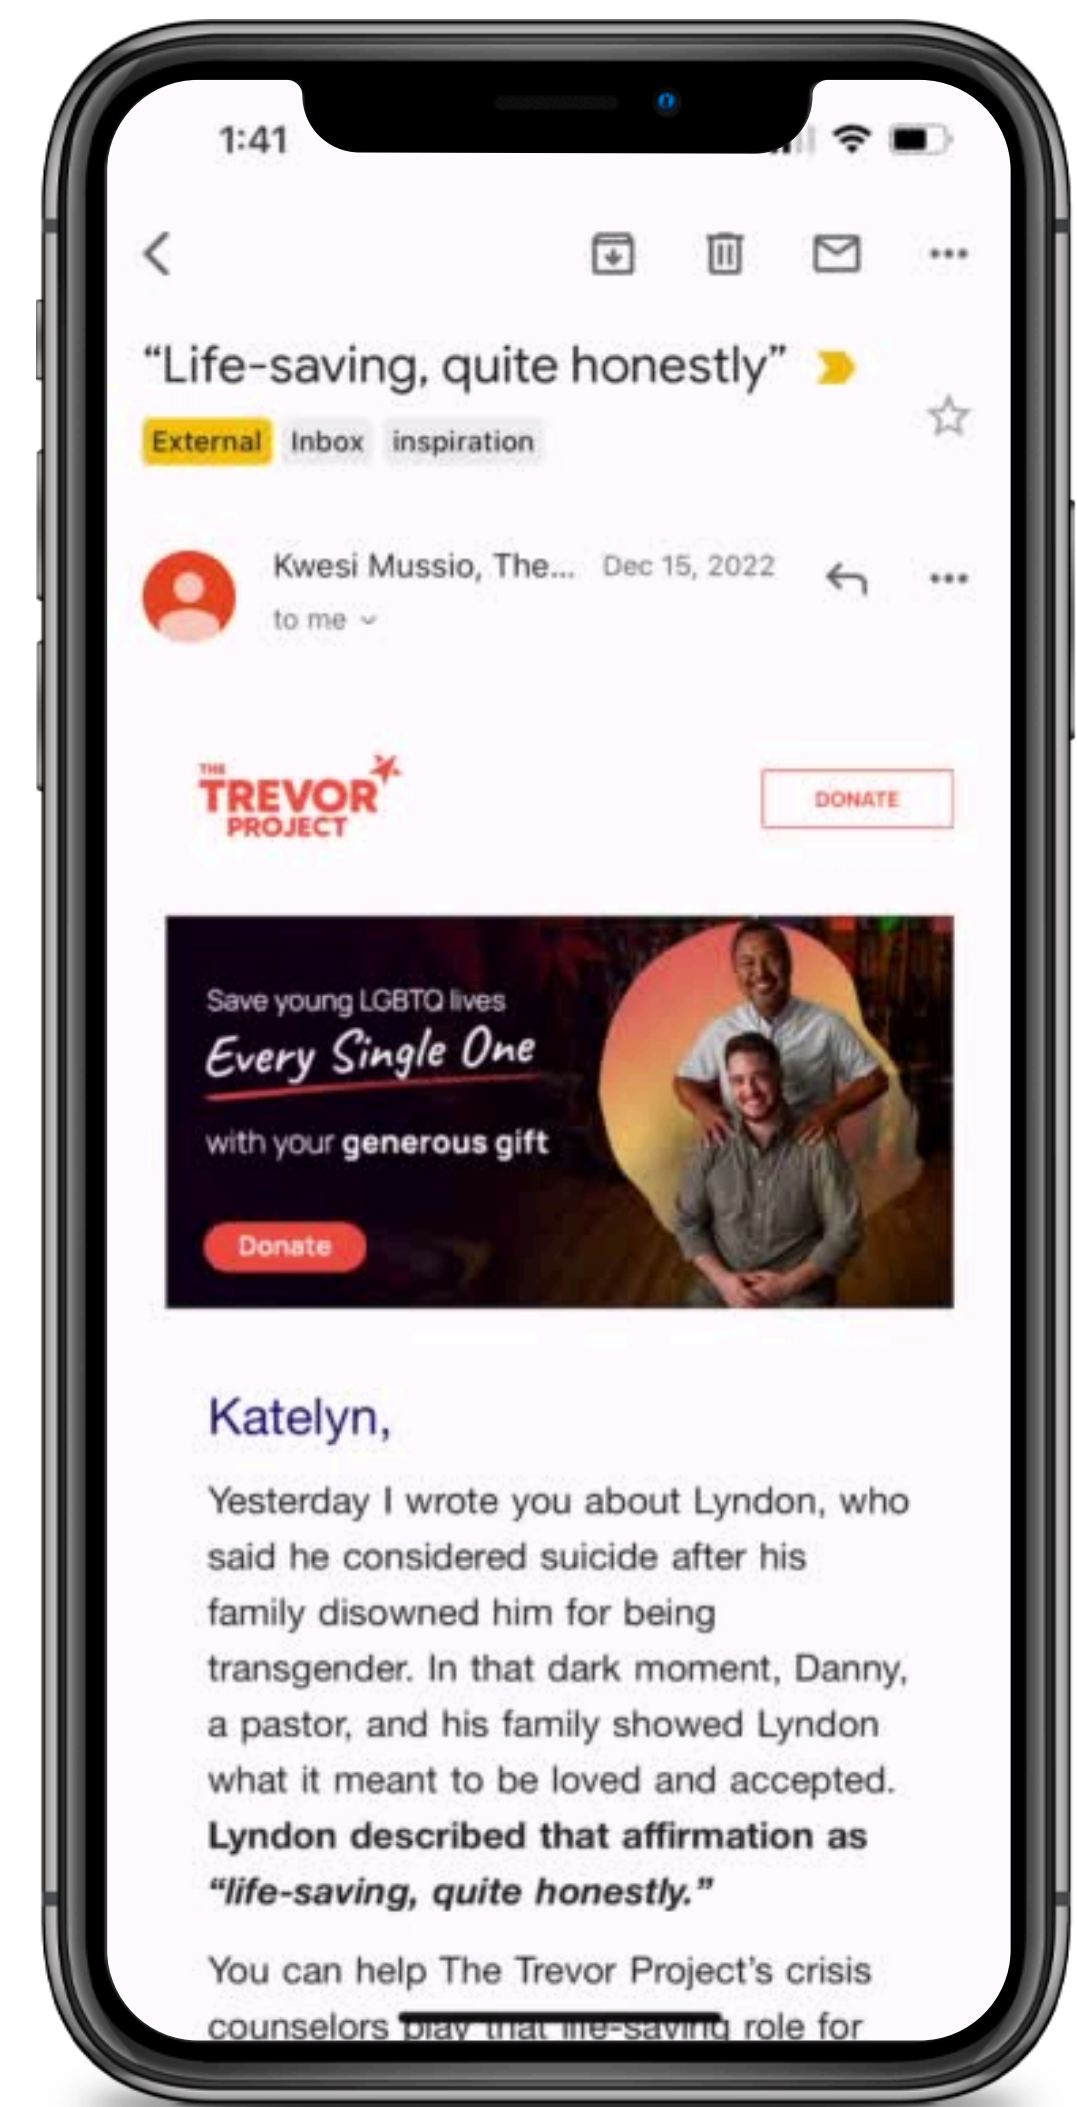 1:41
“Life-saving, quite honestly”
External Inbox inspiration
Kwesi Mussio, The... Dec 15, 2022
to me
THE
TREVOR
PROJECT
DONATE
Save young LGBTQ lives
Every Single One
with your generous gift
Donate
Katelyn,
Yesterday I wrote you about Lyndon, who
said he considered suicide after his
family disowned him for being
transgender. In that dark moment, Danny,
a pastor, and his family showed Lyndon
what it meant to be loved and accepted.
Lyndon described that affirmation as
“life-saving, quite honestly.”
You can help The Trevor Project’s crisis
counselors play that life-saving role for